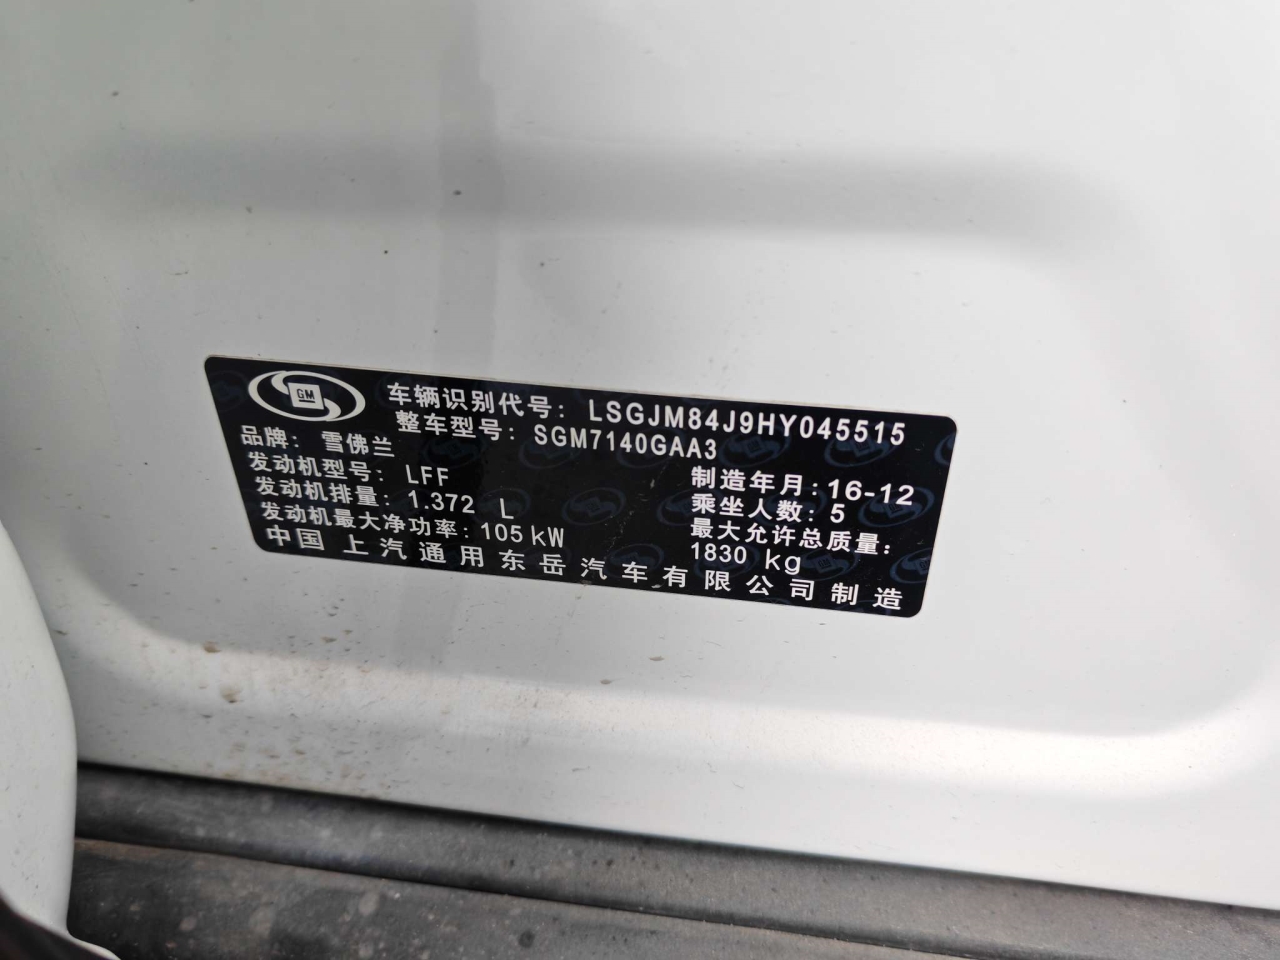 GM
车辆识别代号: LSGJM84J9HY045515
整车型号: SGM7140GAA3
品牌: 雪佛兰
发动机型号: LFF
制造年月: 16-12
发动机排量: 1.372 L
乘坐人数: 5
发动机最大净功率: 105 kW
最大允许总质量:
1830 kg
中国 上汽通用东岳汽车有限公司制造